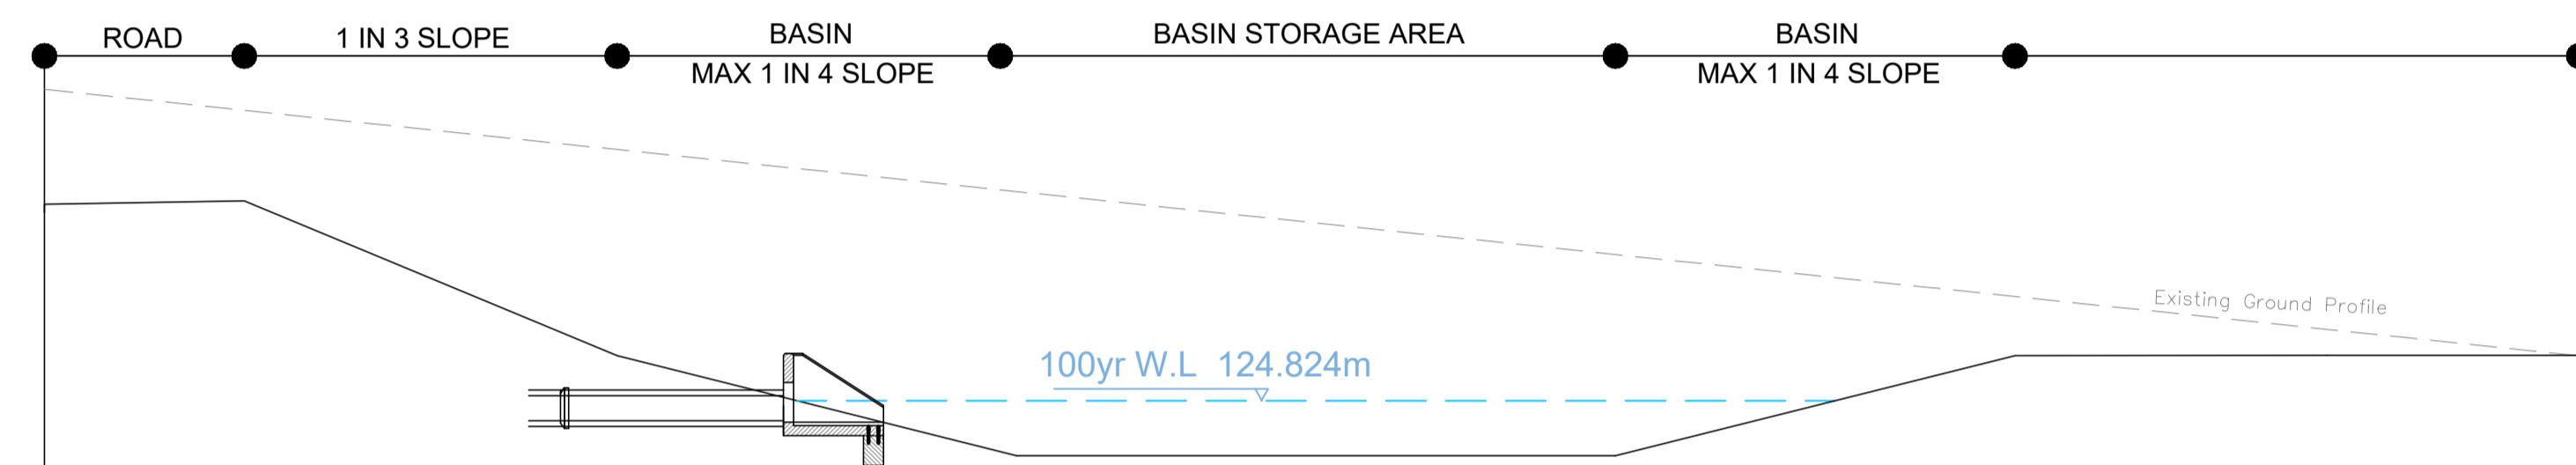 ROAD
1 IN 3 SLOPE
BASIN
MAX 1 IN 4 SLOPE
BASIN STORAGE AREA
BASIN
MAX 1 IN 4 SLOPE
Existing Ground Profile
100yr W.L 124.824m